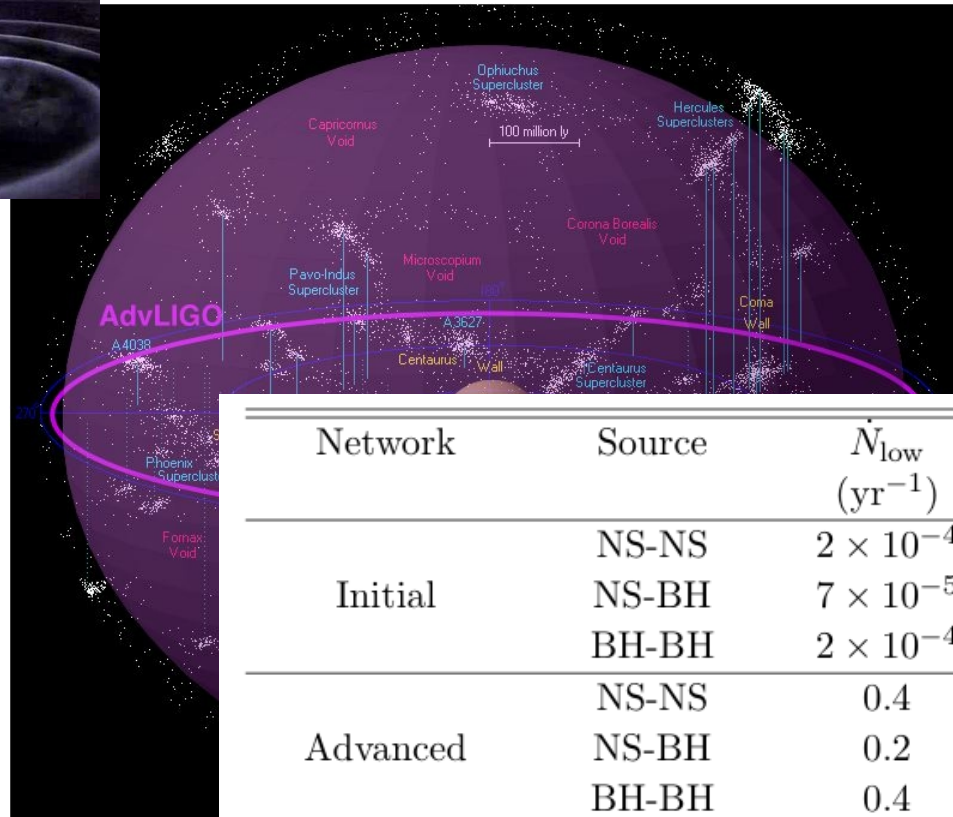 Ophiuchus
Supercluster
Hercules
Superclusters
Capricornus
Void
100 million ly
Corona Borealis
Void
Microscopium
Void
Pavo-Indus
Supercluster
180°
AdvLIGO
Coma
Wall
A3627
A4038
Centaurus
Wall
Centaurus
Supercluster
270
Phoenix
Supercluste
Fornax
Void
Network Source Ṅlow
(yr⁻¹)
NS-NS 2 × 10⁻⁴
Initial NS-BH 7 × 10⁻⁵
BH-BH 2 × 10⁻⁴
NS-NS 0.4
Advanced NS-BH 0.2
BH-BH 0.4